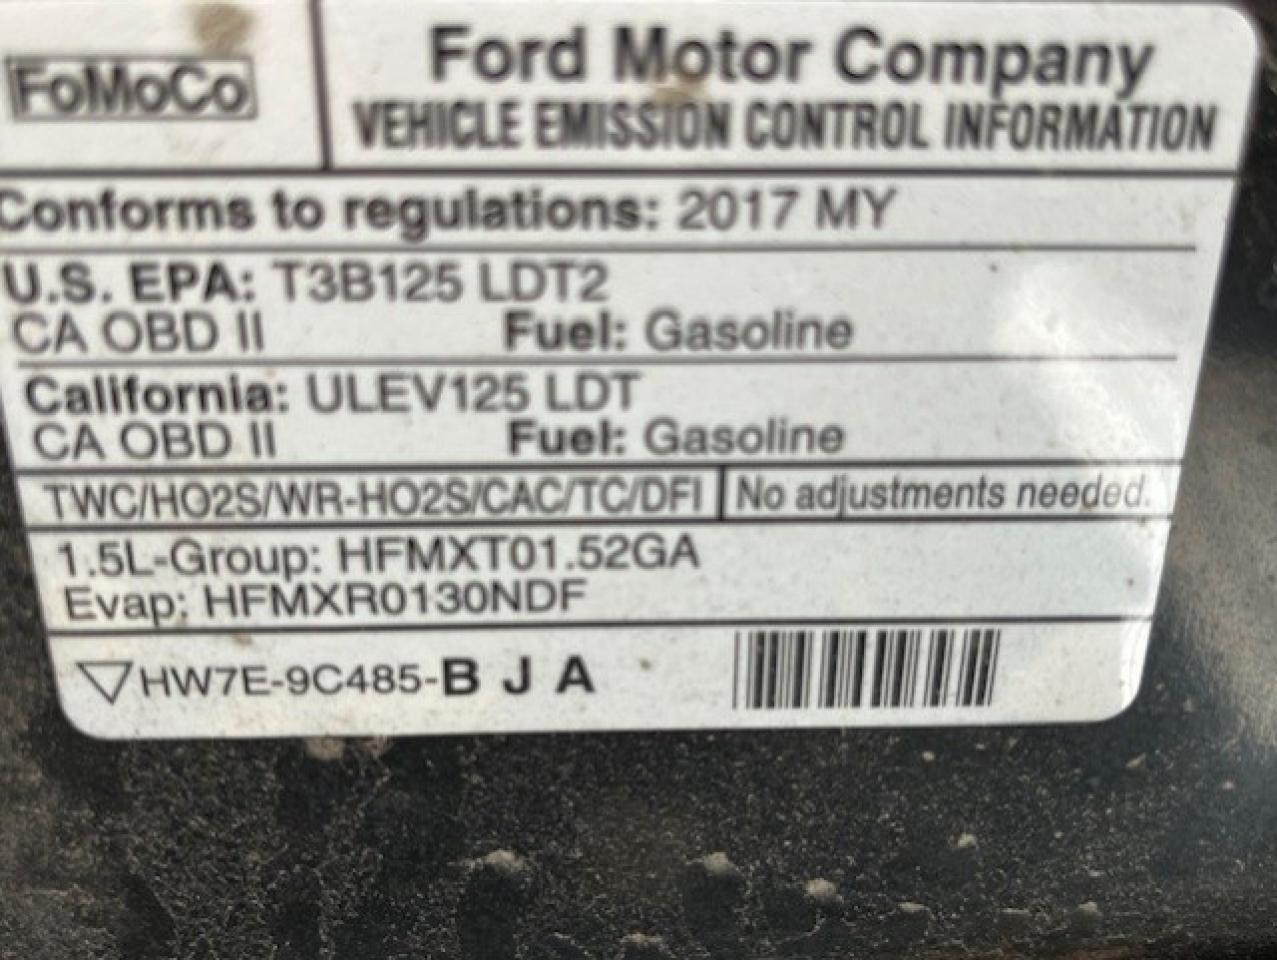 FoMoCo
Ford Motor Company
VEHICLE EMISSION CONTROL INFORMATION
Conforms to regulations: 2017 MY
U.S. EPA: T3B125 LDT2
CA OBD II Fuel: Gasoline
California: ULEV125 LDT
CA OBD II Fuel: Gasoline
TWC/HO2S/WR-HO2S/CAC/TC/DFI No adjustments needed.
1.5L-Group: HFMXT01.52GA
Evap: HFMXR0130NDF
HW7E-9C485-B J A